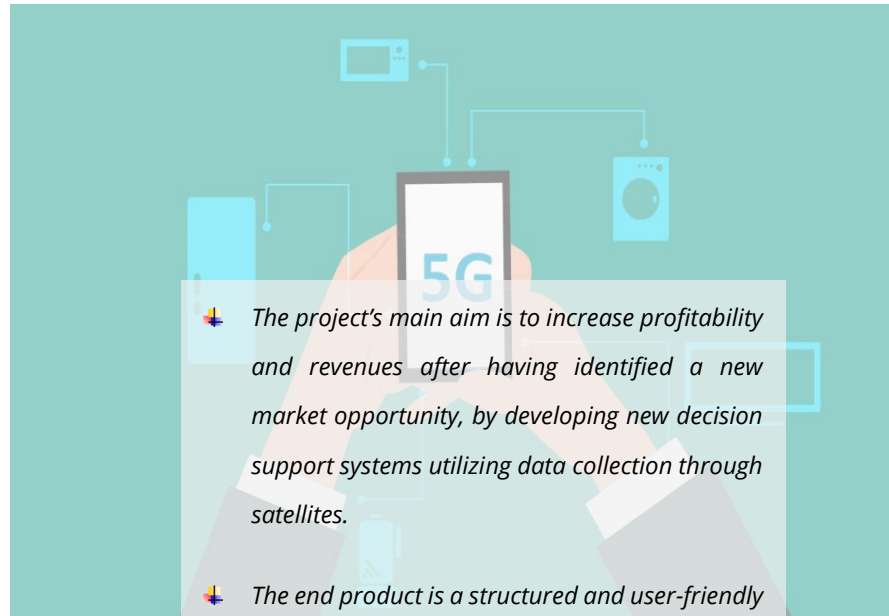 5G
The project’s main aim is to increase profitability
and revenues after having identified a new
market opportunity, by developing new decision
support systems utilizing data collection through
satellites.
The end product is a structured and user-friendly